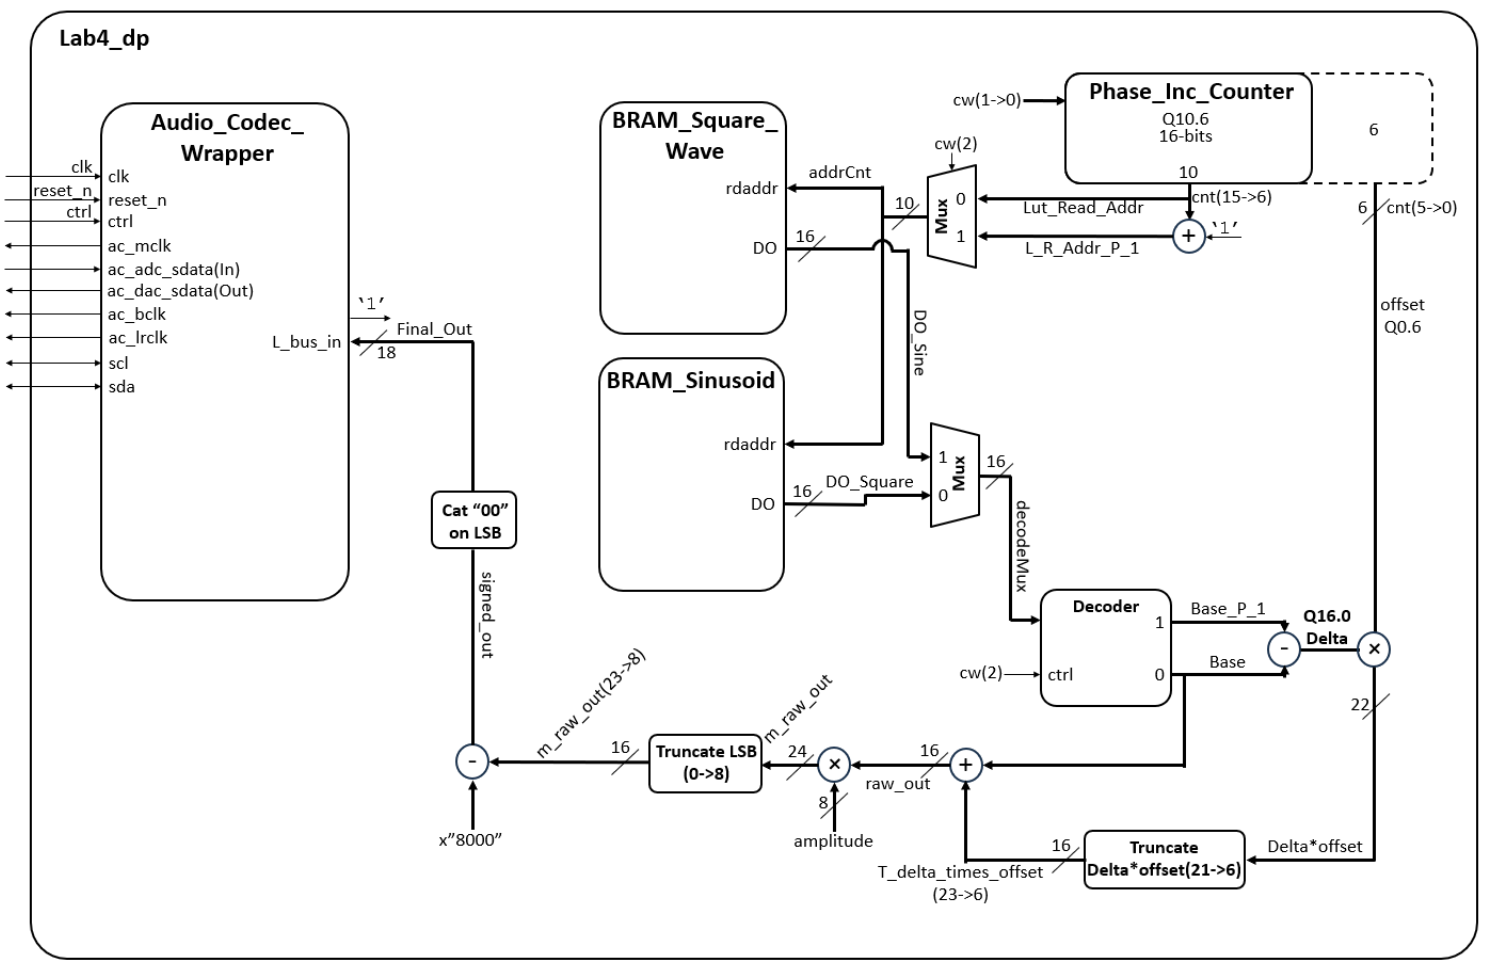 Lab4_dp
Audio_Codec_
Wrapper
clk
clk
reset_n
reset_n
ctrl
ctrl
ac_mclk
ac_adc_sdata(In)
ac_dac_sdata(Out)
ac_bclk
ac_lrclk
scl
sda
L_bus_in
‘1’
Final_Out
18
Cat “00”
on LSB
signed_out
BRAM_Square_
Wave
rdaddr
DO
addrCnt
16
10
BRAM_Sinusoid
rdaddr
DO
16
DO_Square
DO_Sine
cw(2)
Mux
0
1
cw(1->0)
Phase_Inc_Counter
Q10.6
16-bits
10
6
Lut_Read_Addr
cnt(15->6)
+
‘1’
L_R_Addr_P_1
6
cnt(5->0)
offset
Q0.6
1
0
Mux
16
decodeMux
Decoder
1
0
cw(2)
ctrl
Base_P_1
Base
-
Q16.0
Delta
×
22
Delta*offset
Truncate
Delta*offset(21->6)
16
T_delta_times_offset
(23->6)
+
16
raw_out
×
8
amplitude
24
m_raw_out
Truncate LSB
(0->8)
16
m_raw_out(23->8)
-
x”8000”